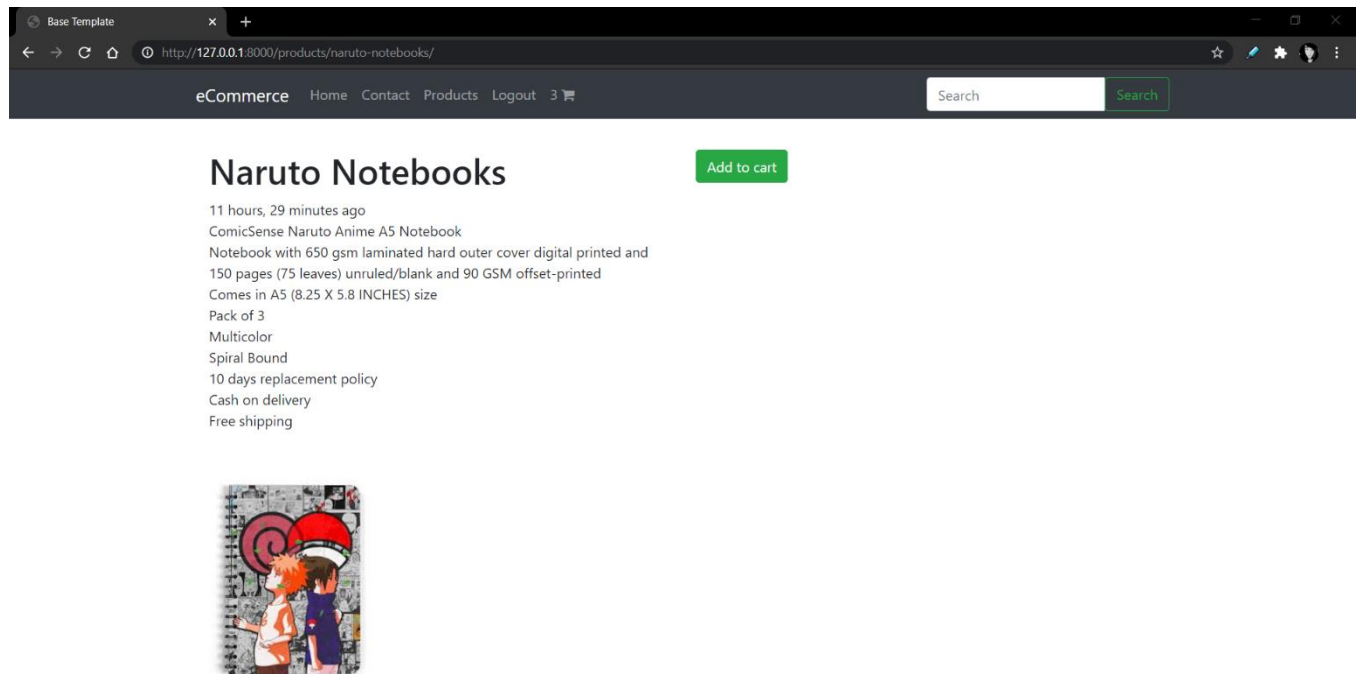 Base Template
http://127.0.0.1:8000/products/naruto-notebooks/
eCommerce Home Contact Products Logout 3 Search Search
Naruto Notebooks
Add to cart
11 hours, 29 minutes ago
ComicSense Naruto Anime A5 Notebook
Notebook with 650 gsm laminated hard outer cover digital printed and
150 pages (75 leaves) unruled/blank and 90 GSM offset-printed
Comes in A5 (8.25 X 5.8 INCHES) size
Pack of 3
Multicolor
Spiral Bound
10 days replacement policy
Cash on delivery
Free shipping